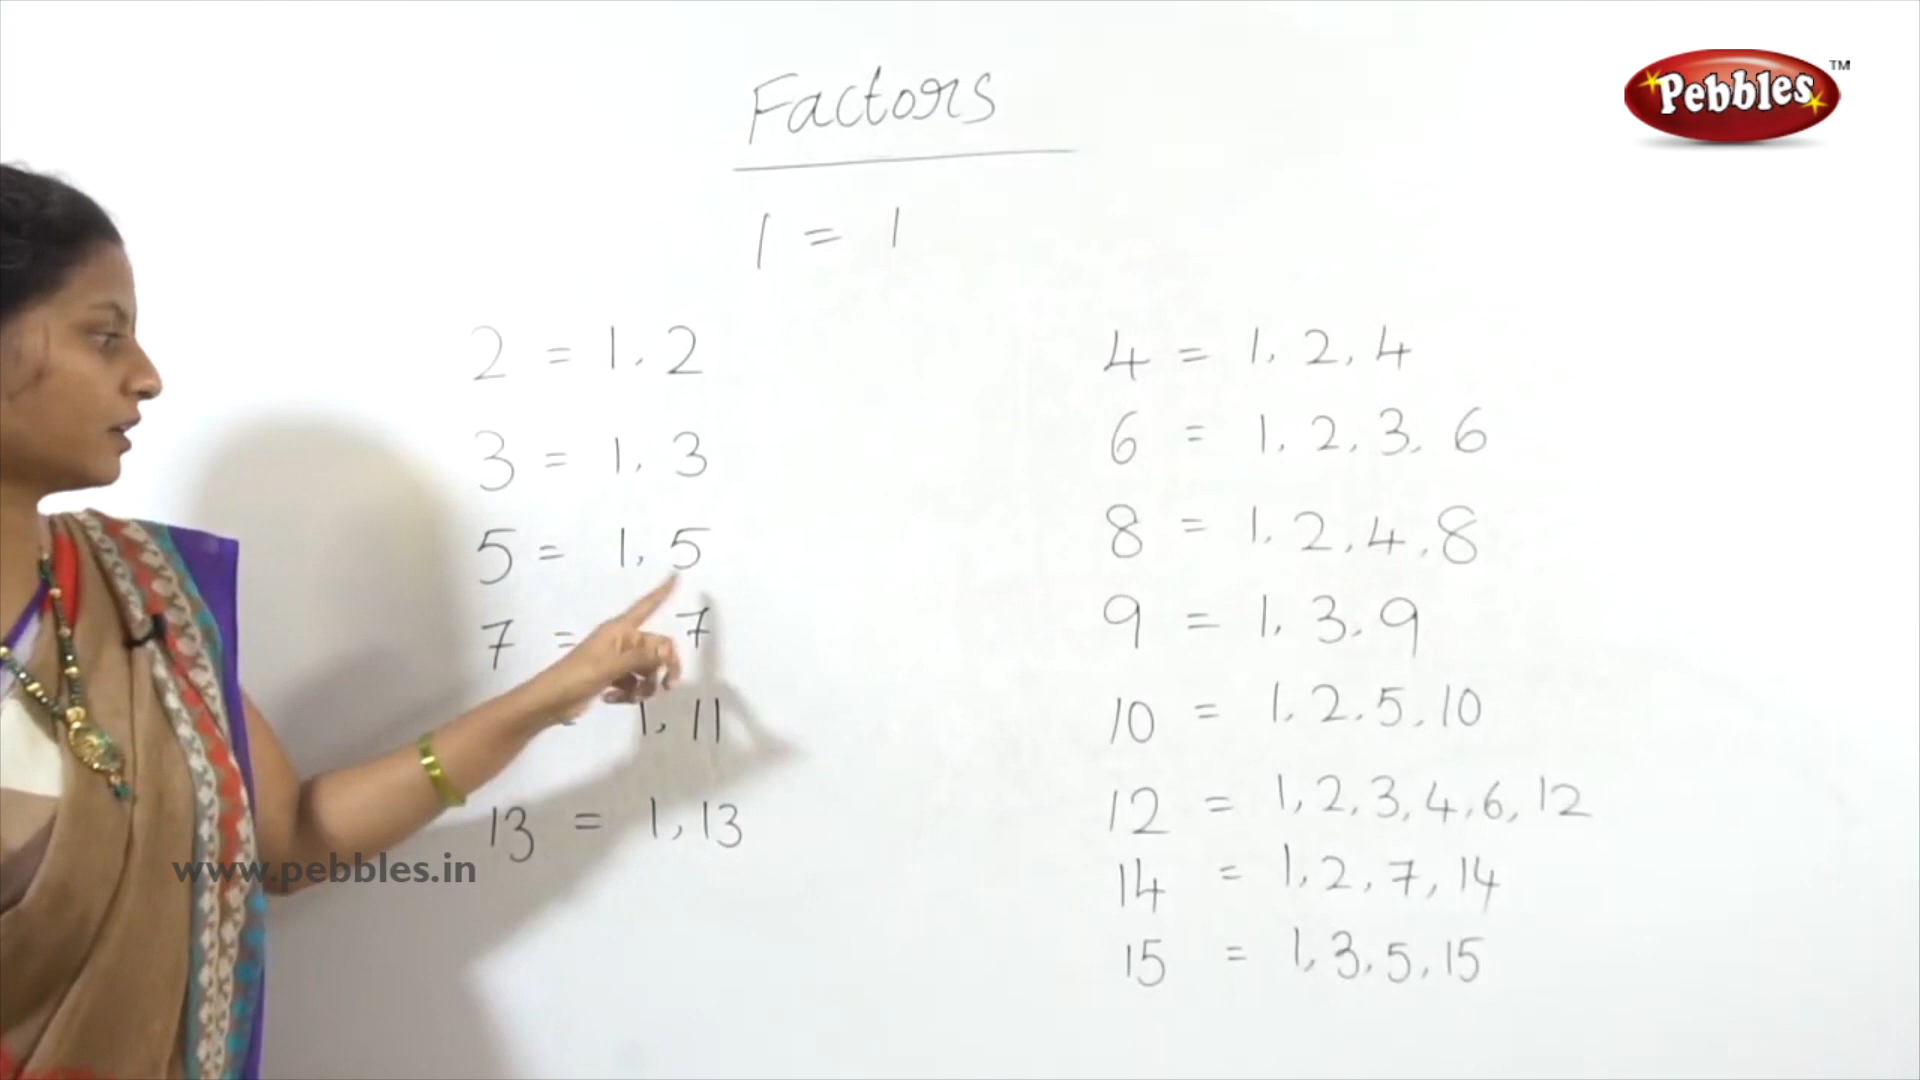 Factors
Pebbles™
1 = 1
2 = 1, 2
3 = 1, 3
5 = 1, 5
7 = 7
= 1, 11
13 = 1, 13
4 = 1, 2, 4
6 = 1, 2, 3, 6
8 = 1, 2, 4, 8
9 = 1, 3, 9
10 = 1, 2, 5, 10
12 = 1, 2, 3, 4, 6, 12
14 = 1, 2, 7, 14
15 = 1, 3, 5, 15
www.pebbles.in